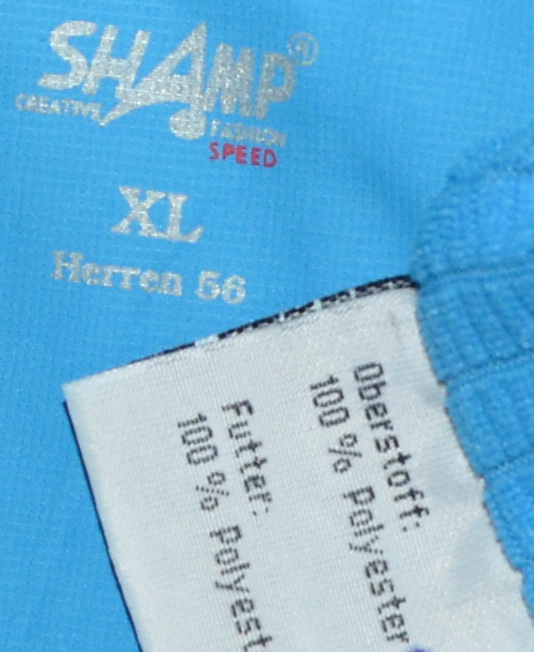 SHAMP®
CREATIVE FASHION
SPEED
XL
Herren 56
Oberstoff:
100 % Polyester
Futter:
100 % Polyest